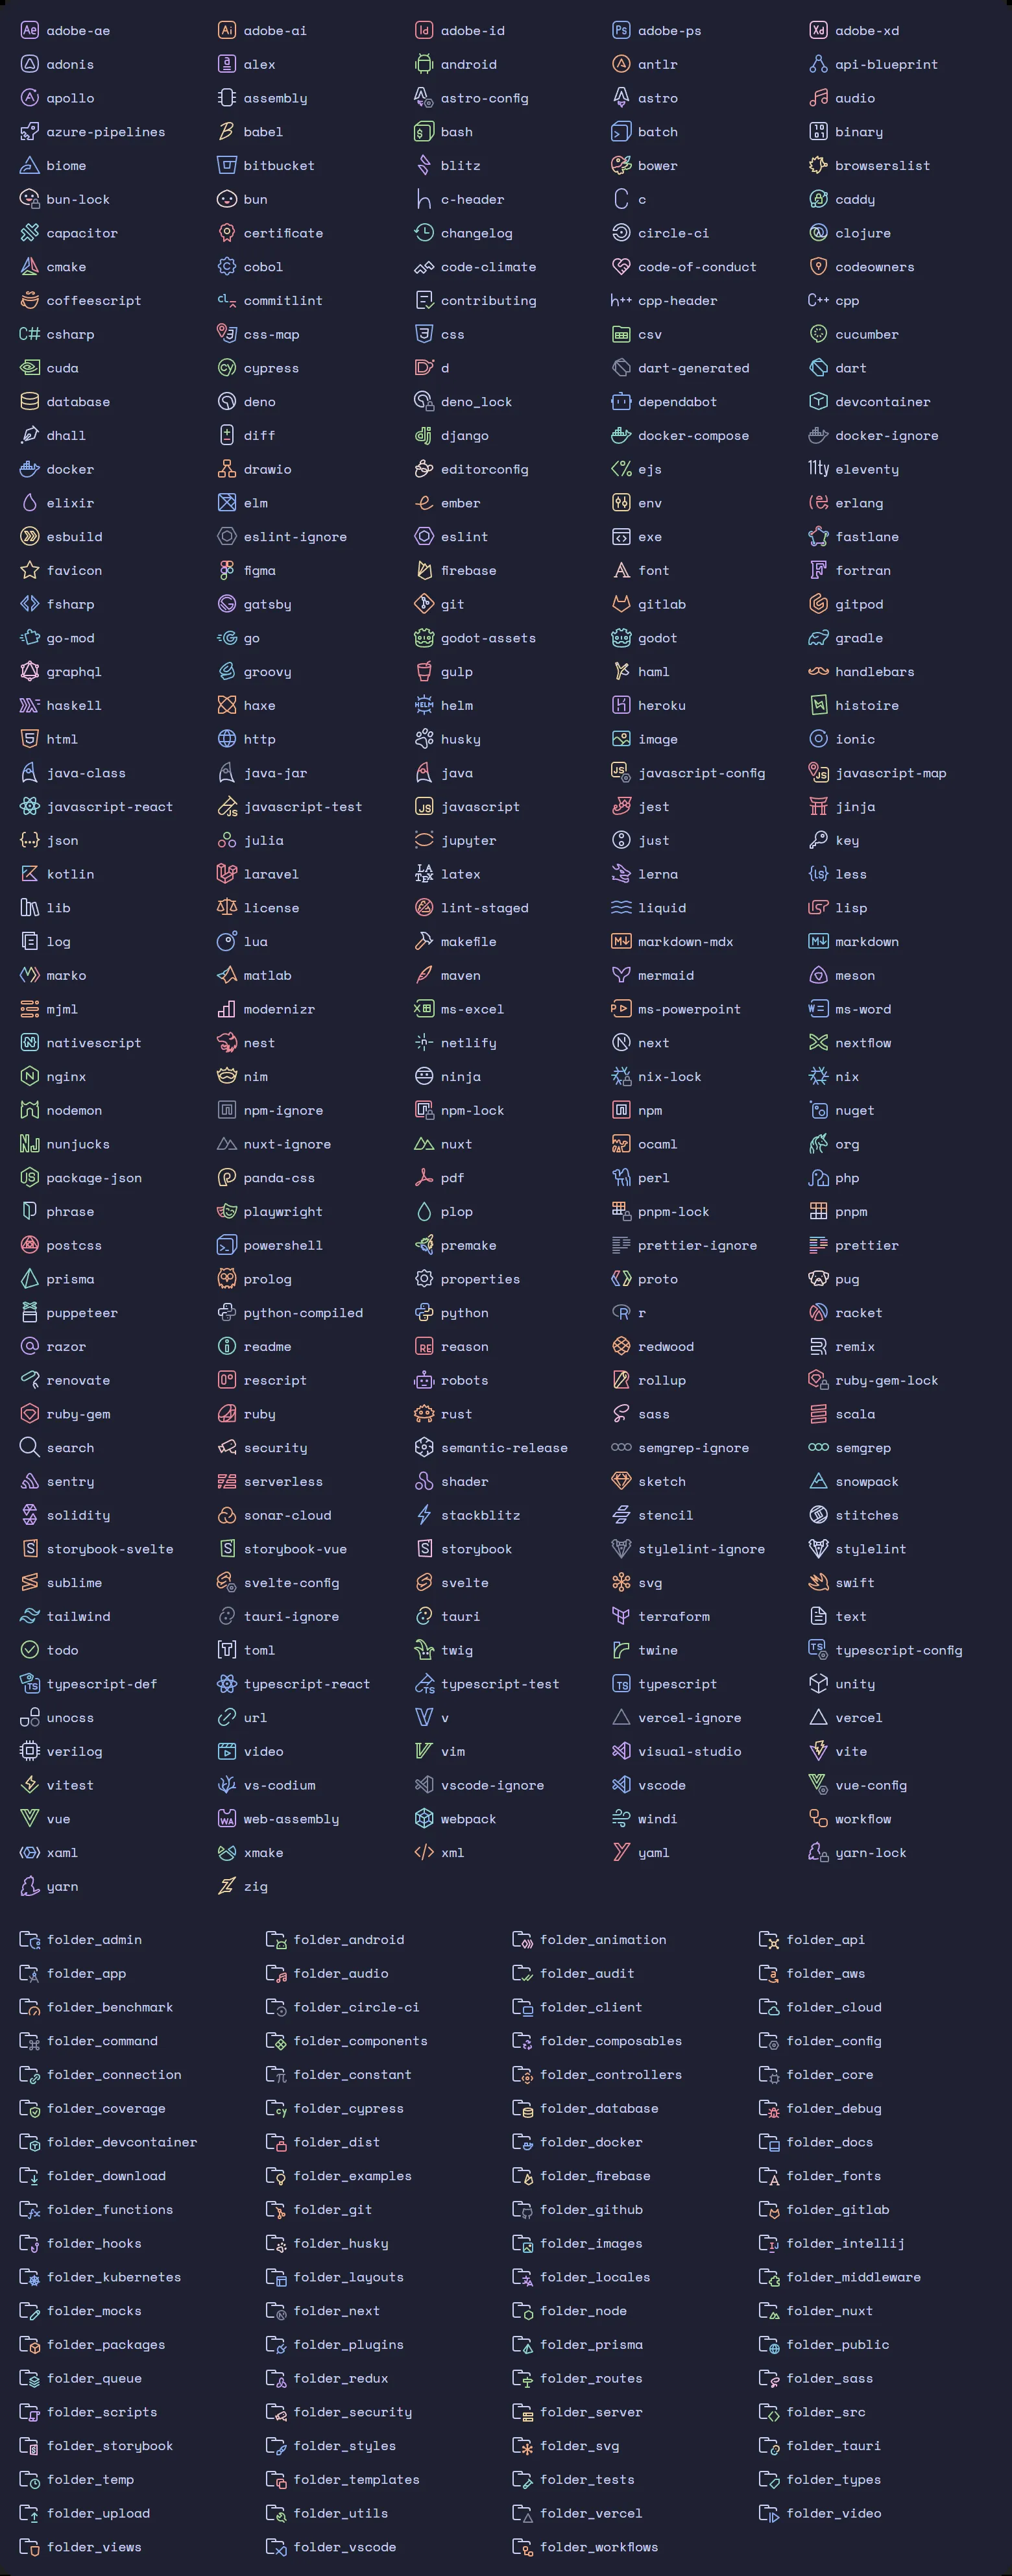 adobe-ae adobe-ai adobe-id adobe-ps adobe-xd
adonis alex android antlr api-blueprint
apollo assembly astro-config astro audio
azure-pipelines babel bash batch binary
biome bitbucket blitz bower browserslist
bun-lock bun c-header c caddy
capacitor certificate changelog circle-ci clojure
cmake cobol code-climate code-of-conduct codeowners
coffeescript commitlint contributing cpp-header cpp
csharp css-map css csv cucumber
cuda cypress d dart-generated dart
database deno deno_lock dependabot devcontainer
dhall diff django docker-compose docker-ignore
docker drawio editorconfig ejs eleventy
elixir elm ember env erlang
esbuild eslint-ignore eslint exe fastlane
favicon figma firebase font fortran
fsharp gatsby git gitlab gitpod
go-mod go godot-assets godot gradle
graphql groovy gulp haml handlebars
haskell haxe helm heroku histoire
html http husky image ionic
java-class java-jar java javascript-config javascript-map
javascript-react javascript-test javascript jest jinja
json julia jupyter just key
kotlin laravel latex lerna less
lib license lint-staged liquid lisp
log lua makefile markdown-mdx markdown
marko matlab maven mermaid meson
mjml modernizr ms-excel ms-powerpoint ms-word
nativescript nest netlify next nextflow
nginx nim ninja nix-lock nix
nodemon npm-ignore npm-lock npm nuget
nunjucks nuxt-ignore nuxt ocaml org
package-json panda-css pdf perl php
phrase playwright plop pnpm-lock pnpm
postcss powershell premake prettier-ignore prettier
prisma prolog properties proto pug
puppeteer python-compiled python r racket
razor readme reason redwood remix
renovate rescript robots rollup ruby-gem-lock
ruby-gem ruby rust sass scala
search security semantic-release semgrep-ignore semgrep
sentry serverless shader sketch snowpack
solidity sonar-cloud stackblitz stencil stitches
storybook-svelte storybook-vue storybook stylelint-ignore stylelint
sublime svelte-config svelte svg swift
tailwind tauri-ignore tauri terraform text
todo toml twig twine typescript-config
typescript-def typescript-react typescript-test typescript unity
unocss url v vercel-ignore vercel
verilog video vim visual-studio vite
vitest vs-codium vscode-ignore vscode vue-config
vue web-assembly webpack windi workflow
xaml xmake xml yaml yarn-lock
yarn zig
folder_admin folder_android folder_animation folder_api
folder_app folder_audio folder_audit folder_aws
folder_benchmark folder_circle-ci folder_client folder_cloud
folder_command folder_components folder_composables folder_config
folder_connection folder_constant folder_controllers folder_core
folder_coverage folder_cypress folder_database folder_debug
folder_devcontainer folder_dist folder_docker folder_docs
folder_download folder_examples folder_firebase folder_fonts
folder_functions folder_git folder_github folder_gitlab
folder_hooks folder_husky folder_images folder_intellij
folder_kubernetes folder_layouts folder_locales folder_middleware
folder_mocks folder_next folder_node folder_nuxt
folder_packages folder_plugins folder_prisma folder_public
folder_queue folder_redux folder_routes folder_sass
folder_scripts folder_security folder_server folder_src
folder_storybook folder_styles folder_svg folder_tauri
folder_temp folder_templates folder_tests folder_types
folder_upload folder_utils folder_vercel folder_video
folder_views folder_vscode folder_workflows